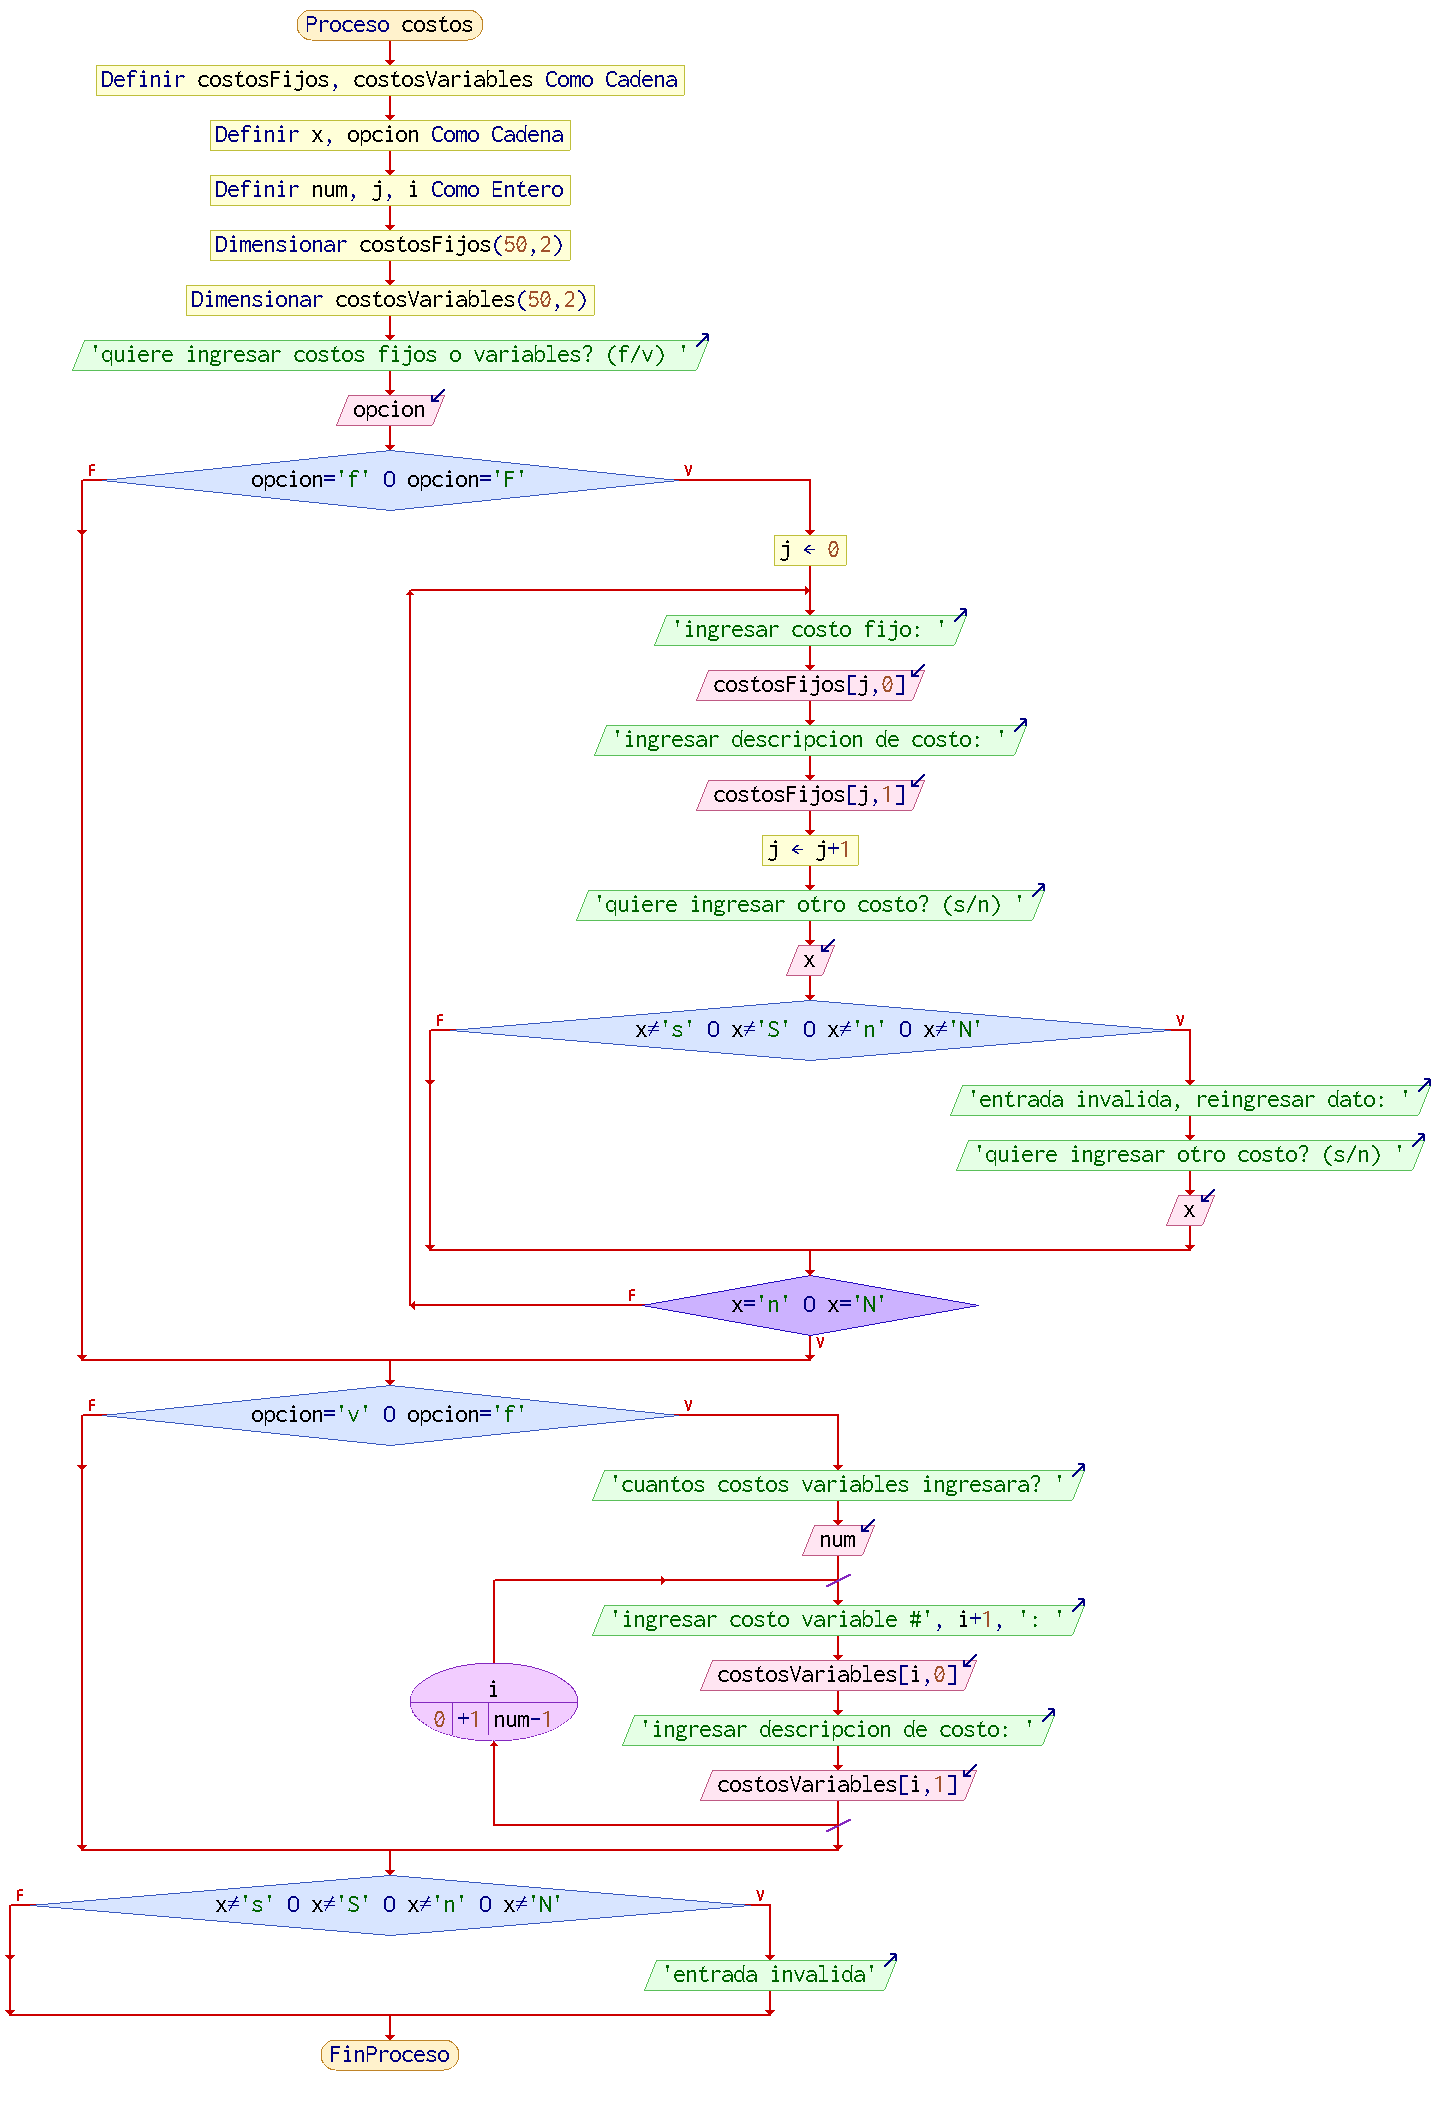 Proceso costos
Definir costosFijos, costosVariables Como Cadena
Definir x, opcion Como Cadena
Definir num, j, i Como Entero
Dimensionar costosFijos(50,2)
Dimensionar costosVariables(50,2)
'quiere ingresar costos fijos o variables? (f/v) '
opcion
F
opcion='f' O opcion='F'
V
j ← 0
'ingresar costo fijo: '
costosFijos[j,0]
'ingresar descripcion de costo: '
costosFijos[j,1]
j ← j+1
'quiere ingresar otro costo? (s/n) '
x
F
x≠'s' O x≠'S' O x≠'n' O x≠'N'
V
'entrada invalida, reingresar dato: '
'quiere ingresar otro costo? (s/n) '
x
F
x='n' O x='N'
V
F
opcion='v' O opcion='f'
V
'cuantos costos variables ingresara? '
num
'ingresar costo variable #', i+1, ': '
costosVariables[i,0]
i
0 +1 num-1
'ingresar descripcion de costo: '
costosVariables[i,1]
F
x≠'s' O x≠'S' O x≠'n' O x≠'N'
V
'entrada invalida'
FinProceso